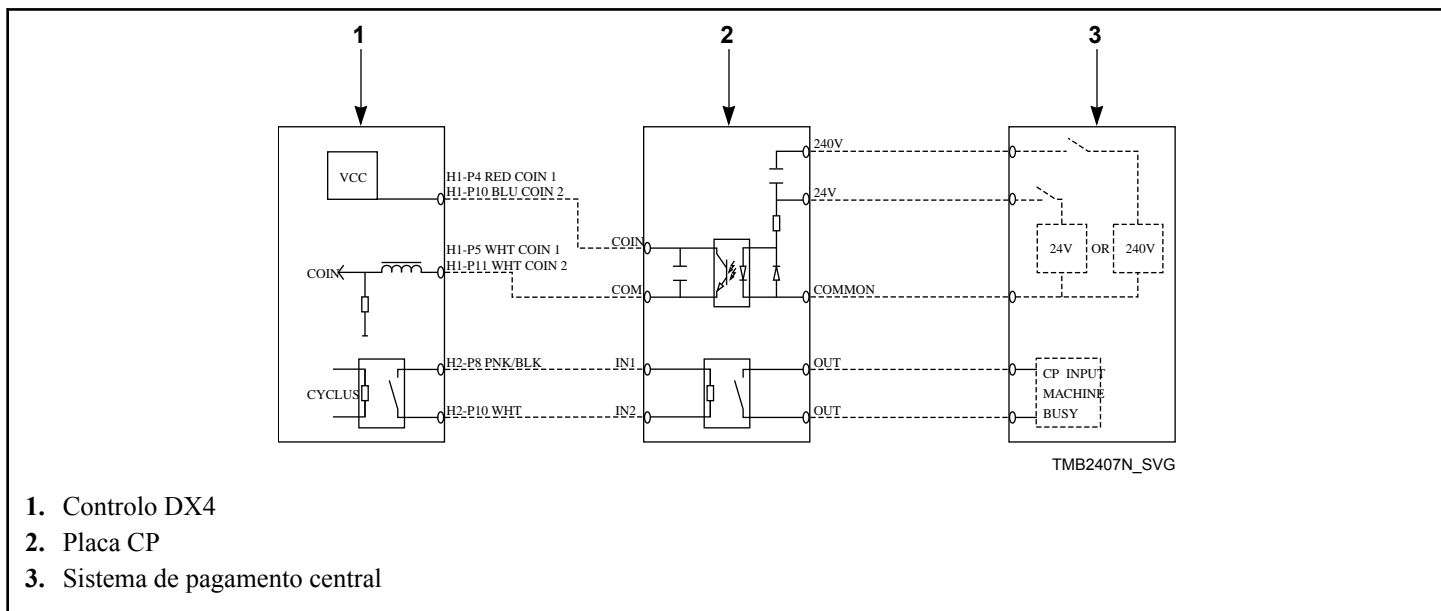 1 2 3
VCC
H1-P4 RED COIN 1
H1-P10 BLU COIN 2
H1-P5 WHT COIN 1
H1-P11 WHT COIN 2
COIN
CYCLUS
H2-P8 PNK/BLK
H2-P10 WHT
COIN
COM
IN1
IN2
240V
24V
COMMON
OUT
OUT
24V OR 240V
CP INPUT
MACHINE
BUSY
TMB2407N_SVG
1. Controlo DX4
2. Placa CP
3. Sistema de pagamento central